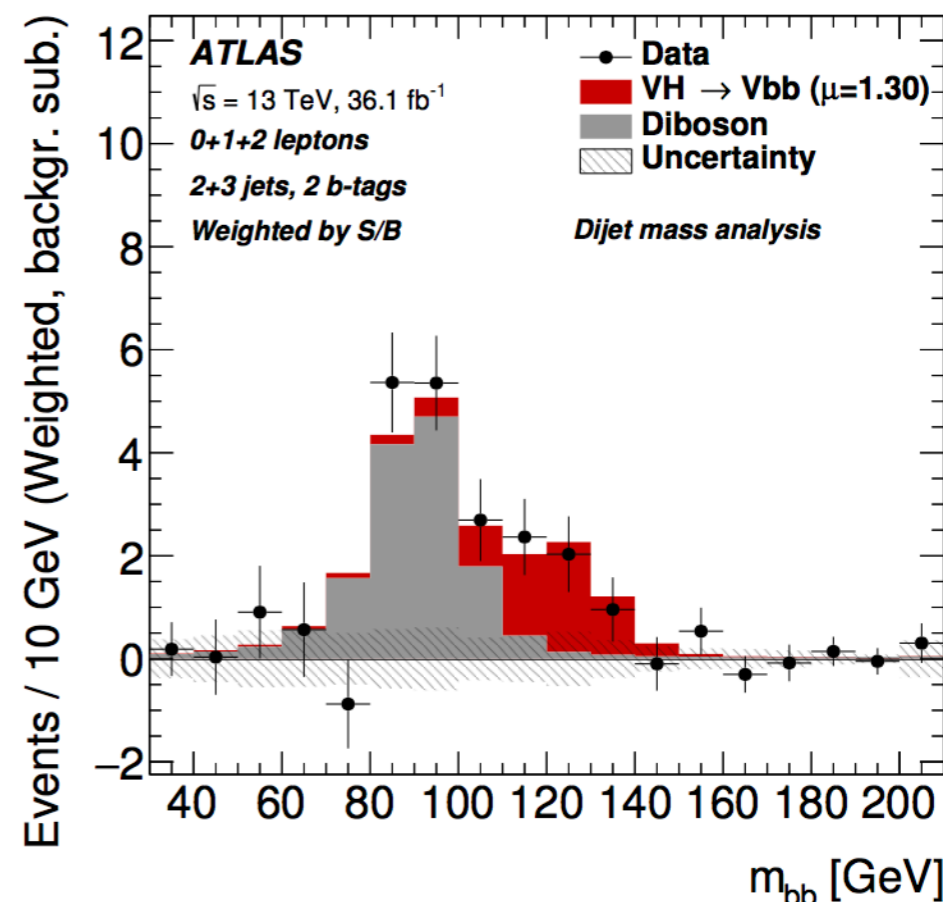 ATLAS
√s = 13 TeV, 36.1 fb⁻¹
0+1+2 leptons
2+3 jets, 2 b-tags
Weighted by S/B
Data
VH → Vbb (μ=1.30)
Diboson
Uncertainty
Dijet mass analysis
Events / 10 GeV (Weighted, backgr. sub.)
12
10
8
6
4
2
0
−2
40 60 80 100 120 140 160 180 200
m_bb [GeV]